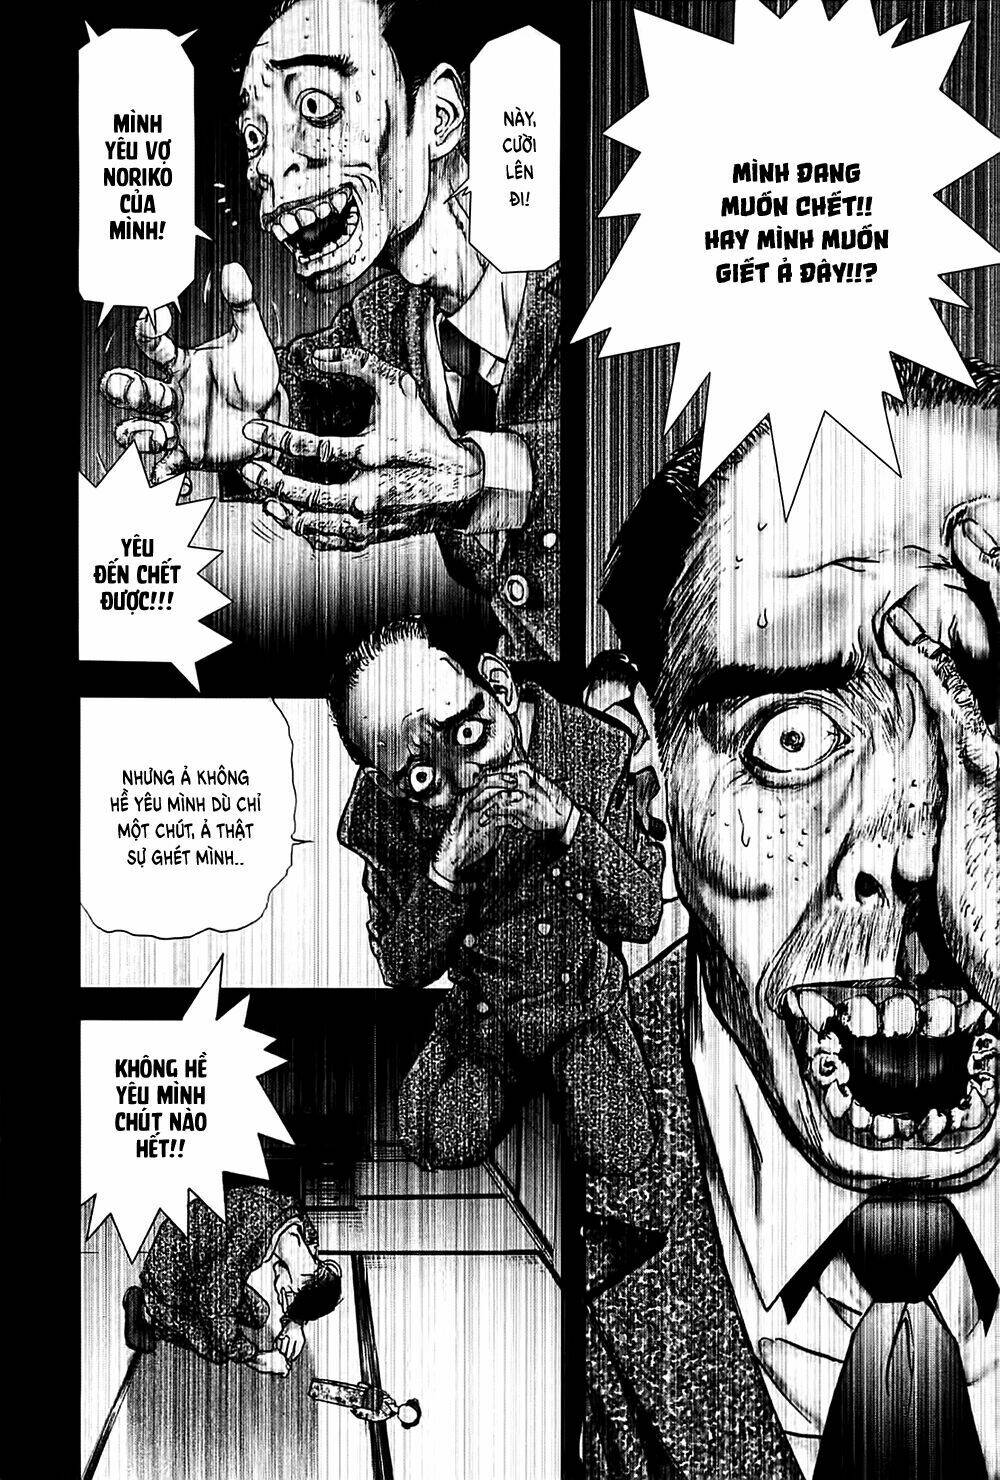 MÌNH ĐANG
MUỐN CHẾT!!
HAY MÌNH MUỐN
GIẾT Ả ĐÂY!!?
NÀY,
CƯỜI
LÊN
ĐI!
MÌNH
YÊU VỢ
NORIKO
CỦA
MÌNH!
YÊU
ĐẾN CHẾT
ĐƯỢC!!!
NHƯNG Ả KHÔNG
HỀ YÊU MÌNH DÙ CHỈ
MỘT CHÚT, Ả THẬT
SỰ GHÉT MÌNH..
KHÔNG HỀ
YÊU MÌNH
CHÚT NÀO
HẾT!!